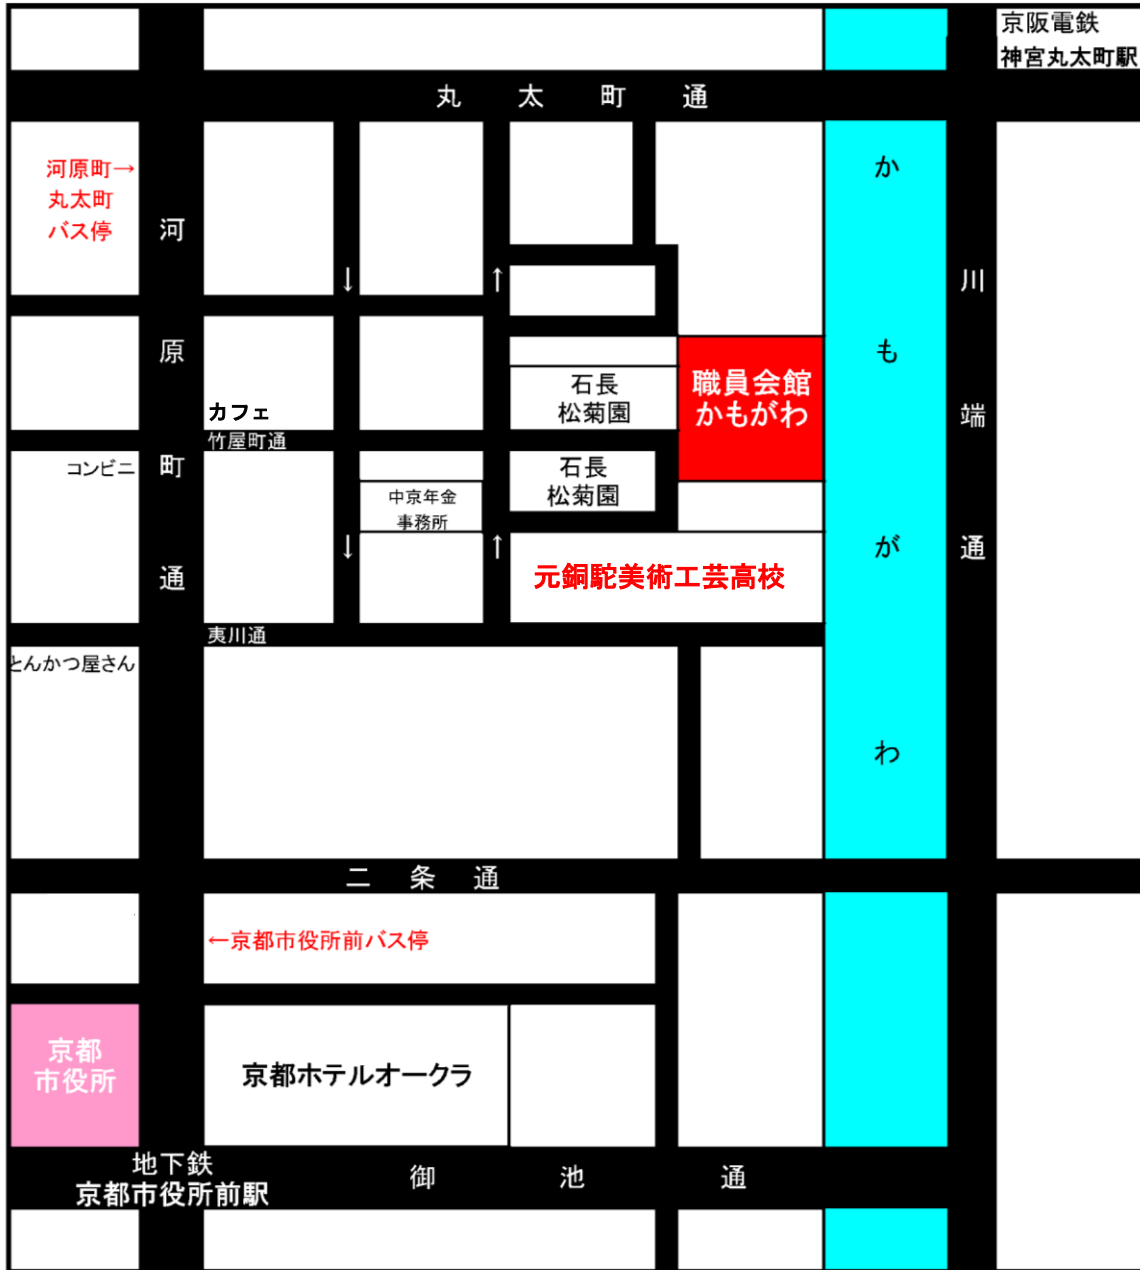 京阪電鉄
神宮丸太町駅
丸太町通
河原町→
丸太町
バス停
河原町通
↓
↑
かもがわ
川端通
職員会館
かもがわ
石長
松菊園
カフェ
竹屋町通
コンビニ
石長
松菊園
中京年金
事務所
↓
↑
元銅駝美術工芸高校
夷川通
とんかつ屋さん
二条通
←京都市役所前バス停
京都
市役所
京都ホテルオークラ
地下鉄
京都市役所前駅
御池通